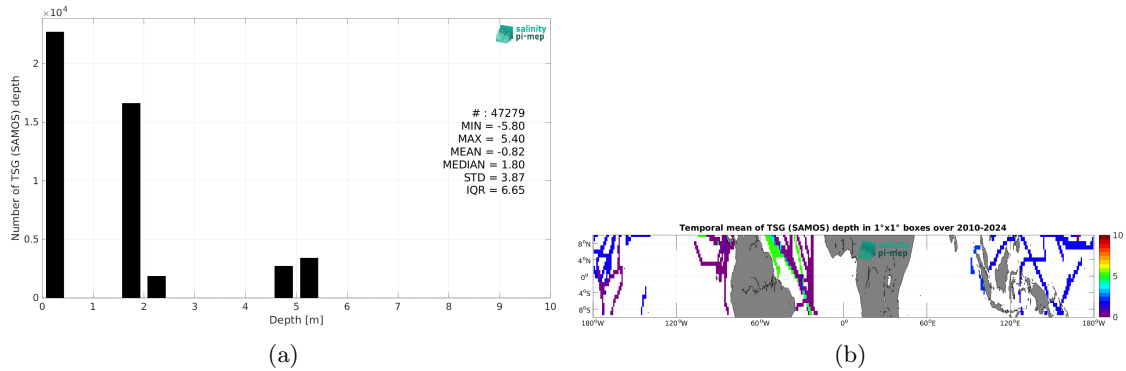 ×10⁴
salinity
pi-mep
2
1.5
1
0.5
0
Number of TSG (SAMOS) depth
# : 47279
MIN = -5.80
MAX = 5.40
MEAN = -0.82
MEDIAN = 1.80
STD = 3.87
IQR = 6.65
0 1 2 3 4 5 6 7 8 9 10
Depth [m]
(a)
Temporal mean of TSG (SAMOS) depth in 1°x1° boxes over 2010-2024
salinity
pi-mep
8°N
4°N
0°
4°S
8°S
180°W 120°W 60°W 0° 60°E 120°E 180°W
10
5
0
(b)